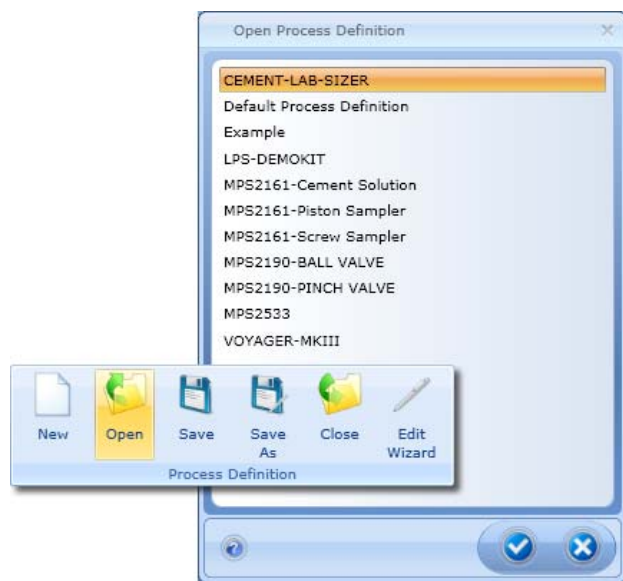 Open Process Definition
CEMENT-LAB-SIZER
Default Process Definition
Example
LPS-DEMOKIT
MPS2161-Cement Solution
MPS2161-Piston Sampler
MPS2161-Screw Sampler
MPS2190-BALL VALVE
MPS2190-PINCH VALVE
MPS2533
VOYAGER-MKIII
New Open Save Save As Close Edit Wizard
Process Definition
?